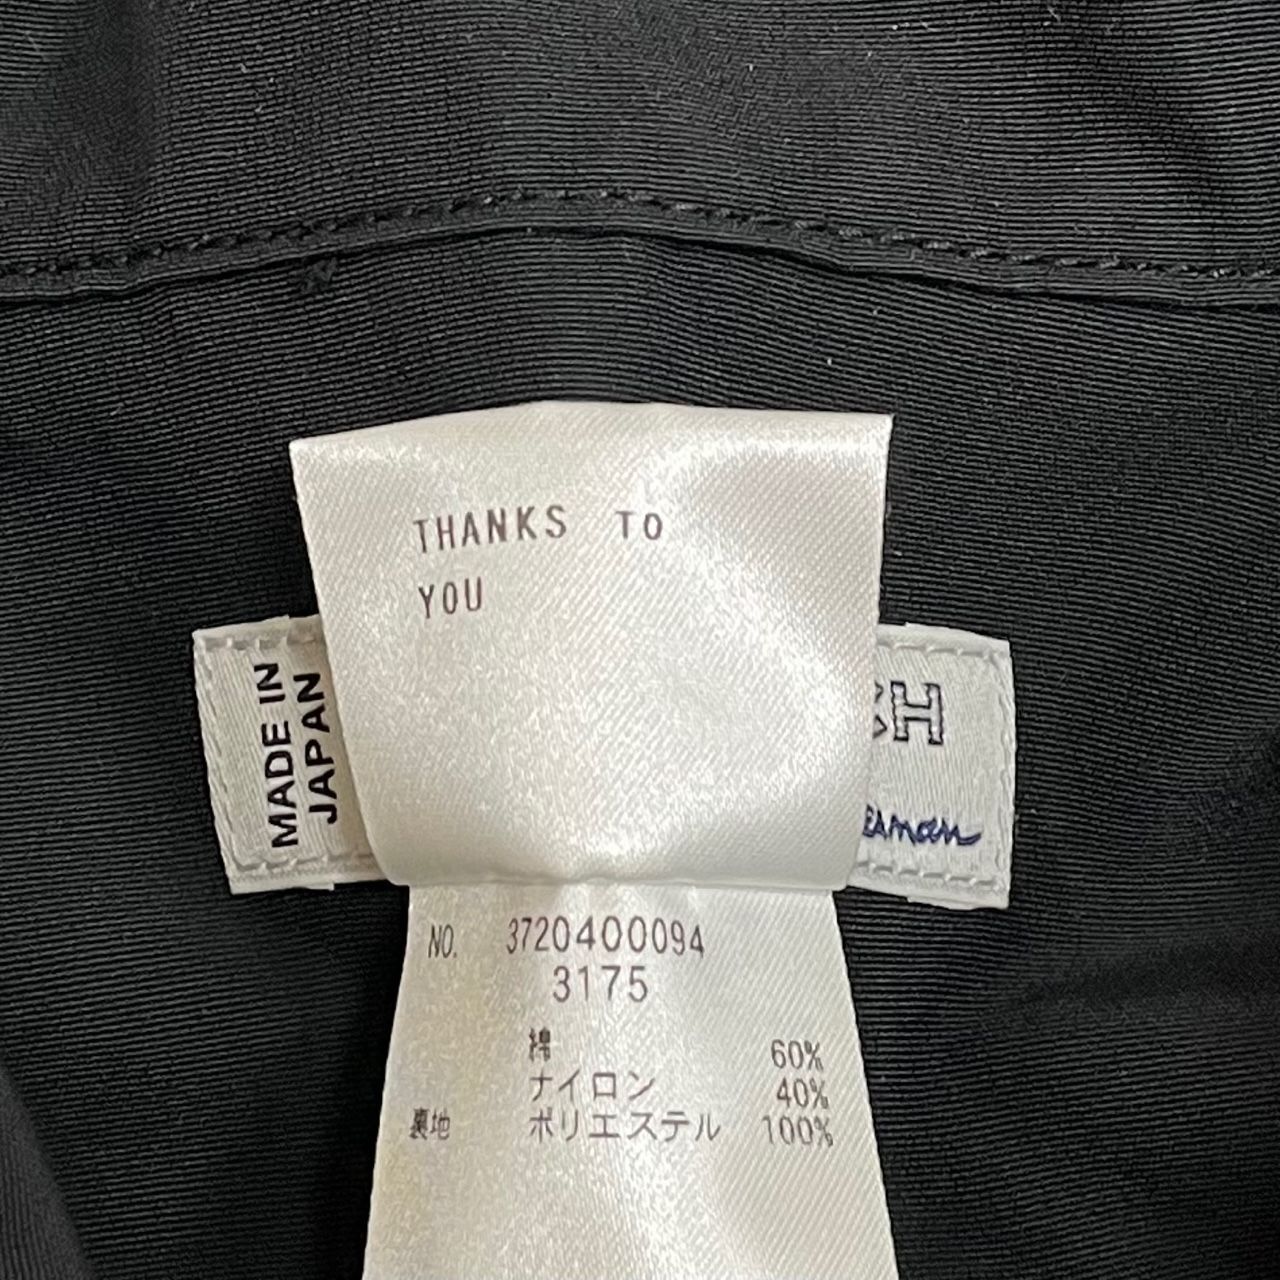 THANKS TO
YOU
MADE IN
JAPAN
NO. 3720400094
3175
綿 60%
ナイロン 40%
裏地 ポリエステル 100%